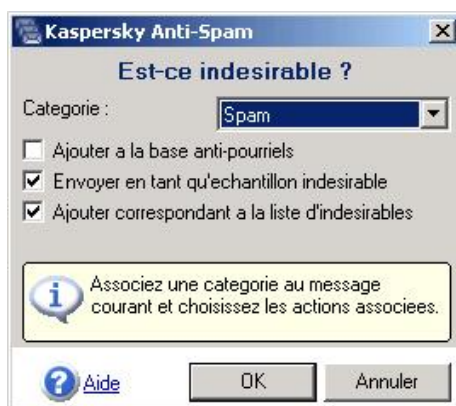 Kaspersky Anti-Spam
Est-ce indesirable ?
Categorie :
Spam
Ajouter a la base anti-pourriels
Envoyer en tant qu'echantillon indesirable
Ajouter correspondant a la liste d'indesirables
Associez une categorie au message
courant et choisissez les actions associees.
Aide
OK
Annuler